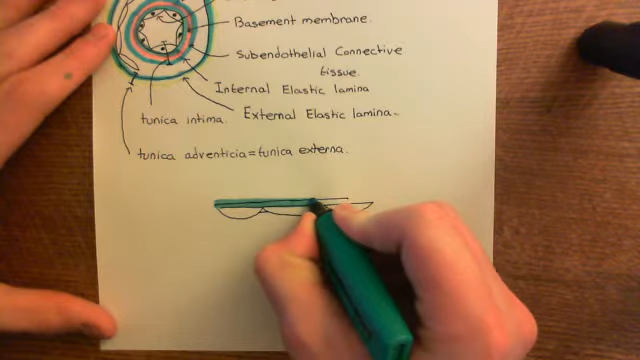 Basement membrane.
Subendothelial Connective
tissue.
Internal Elastic lamina
tunica intima. External Elastic lamina.
tunica adventicia=tunica externa.